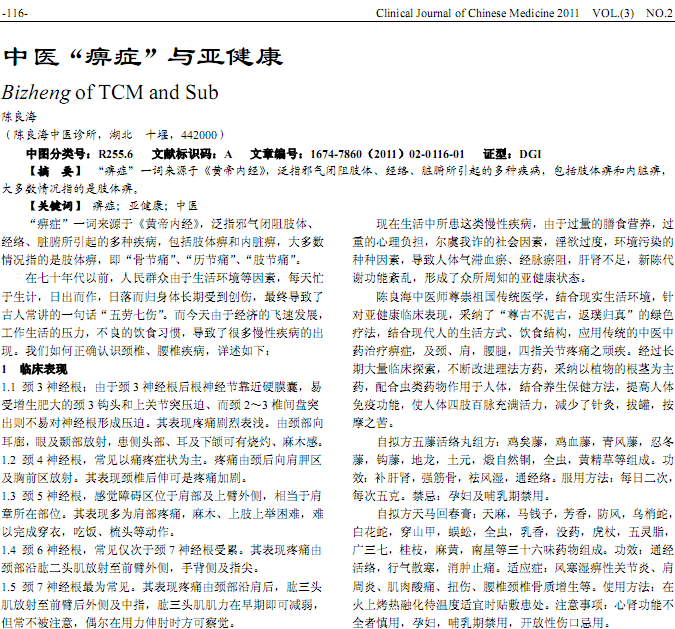 -116-
Clinical Journal of Chinese Medicine 2011 VOL.(3) NO.2
中医“痹症”与亚健康
Bizheng of TCM and Sub
陈良海
(陈良海中医诊所，湖北 十堰，442000)
中图分类号：R255.6 文献标识码：A 文章编号：1674-7860（2011）02-0116-01 证型：DGI
【摘 要】 “痹症”一词来源于《黄帝内经》，泛指邪气闭阻肢体、经络、脏腑所引起的多种疾病，包括肢体痹和内脏痹，
大多数情况指的是肢体痹。
【关键词】 痹症；亚健康；中医
“痹症”一词来源于《黄帝内经》，泛指邪气闭阻肢体、
经络、脏腑所引起的多种疾病，包括肢体痹和内脏痹，大多数
情况指的是肢体痹，即“骨节痛”、“历节痛”、“肢节痛”。
在七十年代以前，人民群众由于生活环境等因素，每天忙
于生计，日出而作，日落而归身体长期受到创伤，最终导致了
古人常讲的一句话“五劳七伤”。而今天由于经济的飞速发展，
工作生活的压力，不良的饮食习惯，导致了很多慢性疾病的出
现。我们如何正确认识颈椎、腰椎疾病，详述如下：
1 临床表现
1.1 颈 3 神经根：由于颈 3 神经根后根神经节靠近硬膜囊，易
受增生肥大的颈 3 钩头和上关节突压迫、而颈 2～3 椎间盘突
出则不易对神经根形成压迫。其表现疼痛剧烈表浅。由颈部向
耳廓，眼及颞部放射，患侧头部、耳及下颌可有烧灼、麻木感。
1.2 颈 4 神经根，常见以痛疼症状为主。疼痛由颈后向肩胛区
及胸前区放射。其表现颈椎后伸可是疼痛加剧。
1.3 颈 5 神经根，感觉障碍区位于肩部及上臂外侧，相当于肩
章所在部位。其表现多为肩部疼痛，麻木、上肢上举困难，难
以完成穿衣，吃饭、梳头等动作。
1.4 颈 6 神经根，常见仅次于颈 7 神经根受累。其表现疼痛由
颈部沿肱二头肌放射至前臂外侧，手背侧及指尖。
1.5 颈 7 神经根最为常见。其表现疼痛由颈部沿肩后，肱三头
肌放射至前臂后外侧及中指，肱三头肌肌力在早期即可减弱，
但常不被注意，偶尔在用力伸肘时方可察觉。
现在生活中所患这类慢性疾病，由于过量的膳食营养，过
重的心理负担，尔虞我诈的社会因素，淫欲过度，环境污染的
种种因素，导致人体气滞血瘀、经脉瘀阻，肝肾不足，新陈代
谢功能紊乱，形成了众所周知的亚健康状态。
陈良海中医师尊崇祖国传统医学，结合现实生活环境，针
对亚健康临床表现，采纳了“尊古不泥古，返璞归真”的绿色
疗法，结合现代人的生活方式、饮食结构，应用传统的中医中
药治疗痹症，及颈、肩，腰腿，四指关节疼痛之顽疾。经过长
期大量临床探索，不断改进理法方药，采纳以植物的根茎为主
药，配合虫类药物作用于人体，结合养生保健方法，提高人体
免疫功能，使人体四肢百脉充满活力，减少了针灸，拔罐，按
摩之苦。
自拟方五藤活络丸组方：鸡矢藤，鸡血藤，青风藤，忍冬
藤，钩藤，地龙，土元，煅自然铜，全虫，黄精草等组成。功
效：补肝肾，强筋骨，祛风湿，通经络。服用方法：每日二次，
每次五克。禁忌：孕妇及哺乳期禁用。
自拟方天马回春膏：天麻，马钱子，芳香，防风，乌梢蛇，
白花蛇，穿山甲，蜈蚣，全虫，乳香，没药，虎杖，五灵脂，
广三七，桂枝，麻黄，南星等三十六味药物组成。功效：通经
活络，行气散寒，消肿止痛。适应症：风寒湿痹性关节炎、肩
周炎、肌肉酸痛、扭伤、腰椎颈椎骨质增生等。使用方法：在
火上烤热融化待温度适宜时贴敷患处。注意事项，心肾功能不
全者慎用，孕妇，哺乳期禁用，开放性伤口忌用。